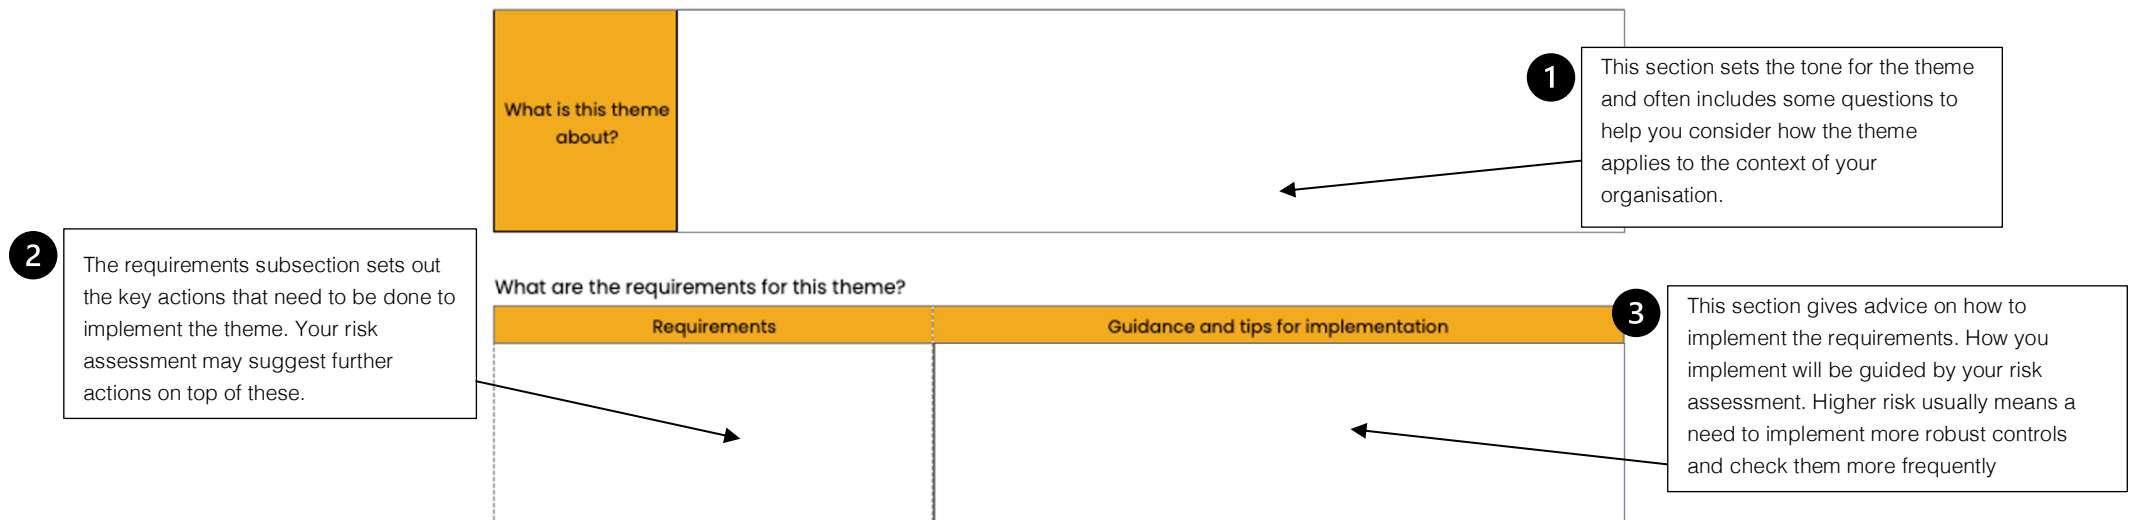 What is this theme
about?
1
This section sets the tone for the theme
and often includes some questions to
help you consider how the theme
applies to the context of your
organisation.
2
The requirements subsection sets out
the key actions that need to be done to
implement the theme. Your risk
assessment may suggest further
actions on top of these.
What are the requirements for this theme?
Requirements
Guidance and tips for implementation
3
This section gives advice on how to
implement the requirements. How you
implement will be guided by your risk
assessment. Higher risk usually means a
need to implement more robust controls
and check them more frequently